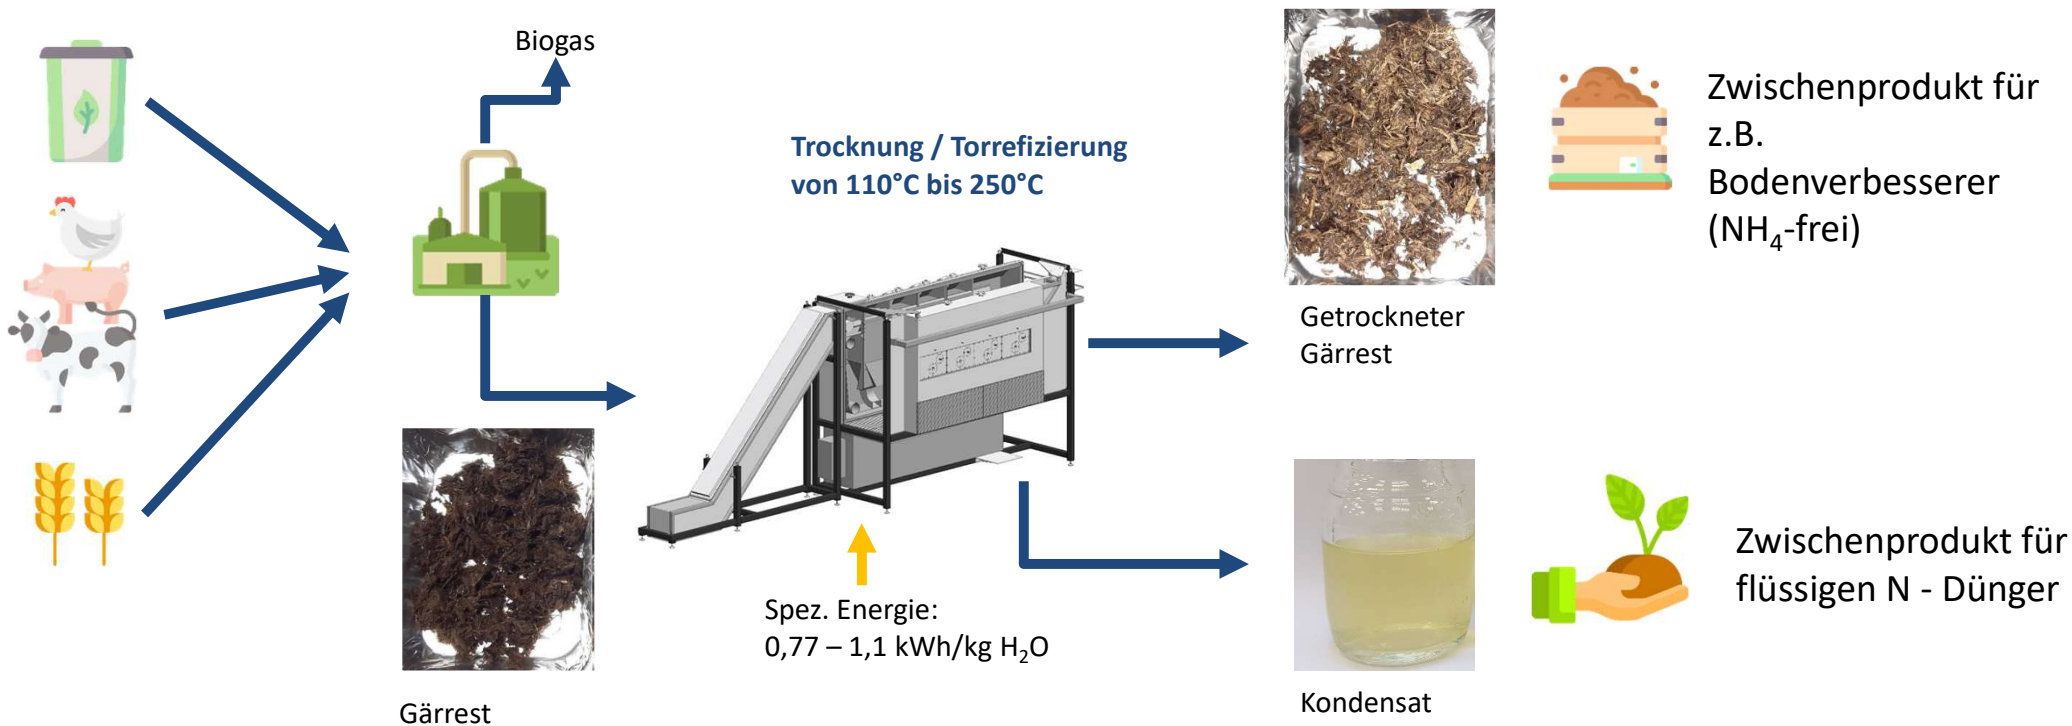 Biogas
Trocknung / Torrefizierung
von 110°C bis 250°C
Zwischenprodukt für
z.B.
Bodenverbesserer
(NH₄-frei)
Getrockneter
Gärrest
Spez. Energie:
0,77 – 1,1 kWh/kg H₂O
Zwischenprodukt für
flüssigen N - Dünger
Gärrest
Kondensat